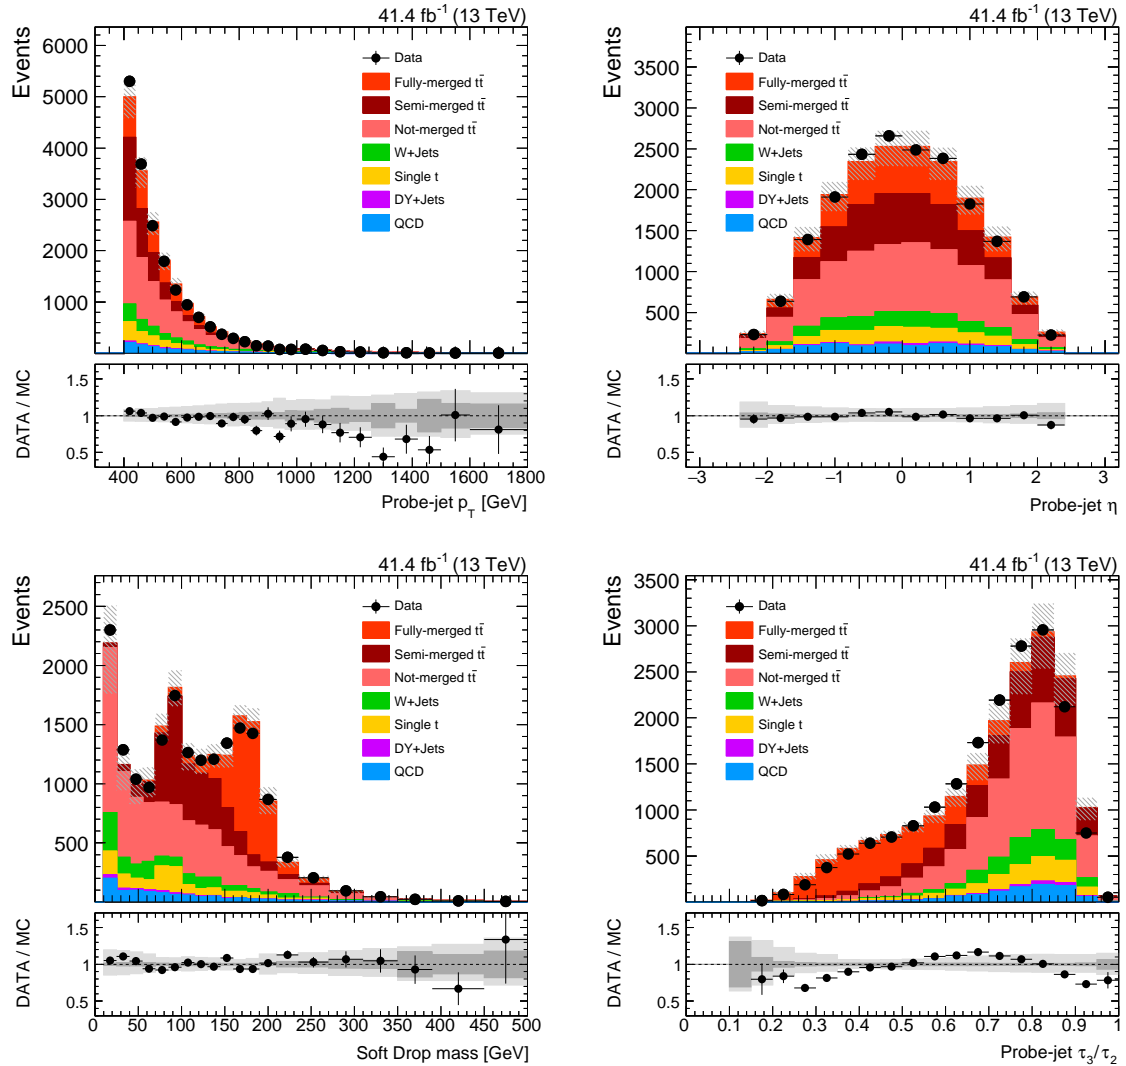 41.4 fb⁻¹ (13 TeV)
Events
6000
5000
4000
3000
2000
1000
Data
Fully-merged tt̄
Semi-merged tt̄
Not-merged tt̄
W+Jets
Single t
DY+Jets
QCD
DATA / MC
1.5
1
0.5
400 600 800 1000 1200 1400 1600 1800
Probe-jet p_T [GeV]
41.4 fb⁻¹ (13 TeV)
Events
4000
3500
3000
2500
2000
1500
1000
500
Data
Fully-merged tt̄
Semi-merged tt̄
Not-merged tt̄
W+Jets
Single t
DY+Jets
QCD
DATA / MC
1.5
1
0.5
−3 −2 −1 0 1 2 3
Probe-jet η
41.4 fb⁻¹ (13 TeV)
Events
2500
2000
1500
1000
500
Data
Fully-merged tt̄
Semi-merged tt̄
Not-merged tt̄
W+Jets
Single t
DY+Jets
QCD
DATA / MC
1.5
1
0.5
0 50 100 150 200 250 300 350 400 450 500
Soft Drop mass [GeV]
41.4 fb⁻¹ (13 TeV)
Events
3500
3000
2500
2000
1500
1000
500
Data
Fully-merged tt̄
Semi-merged tt̄
Not-merged tt̄
W+Jets
Single t
DY+Jets
QCD
DATA / MC
1.5
1
0.5
0 0.1 0.2 0.3 0.4 0.5 0.6 0.7 0.8 0.9 1
Probe-jet τ₃/τ₂